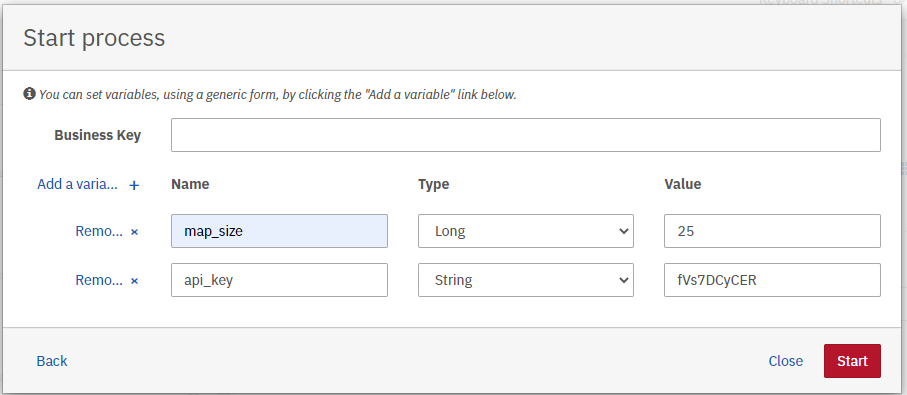 Start process
You can set variables, using a generic form, by clicking the "Add a variable" link below.
Business Key
Add a varia... + Name Type Value
Remo... × map_size Long 25
Remo... × api_key String fVs7DCyCER
Back Close Start